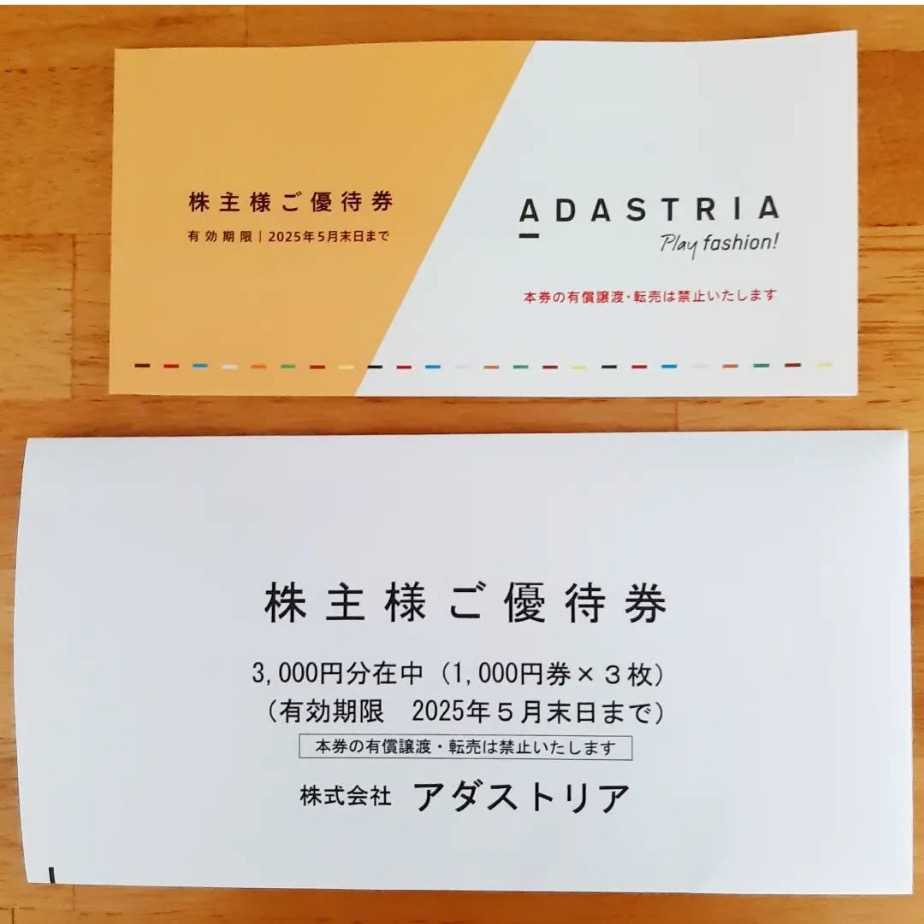 株主様ご優待券
有効期限｜2025年5月末日まで
ADASTRIA
Play fashion!
本券の有償譲渡・転売は禁止いたします
株主様ご優待券
3,000円分在中（1,000円券×３枚）
（有効期限　2025年５月末日まで）
本券の有償譲渡・転売は禁止いたします
株式会社 アダストリア